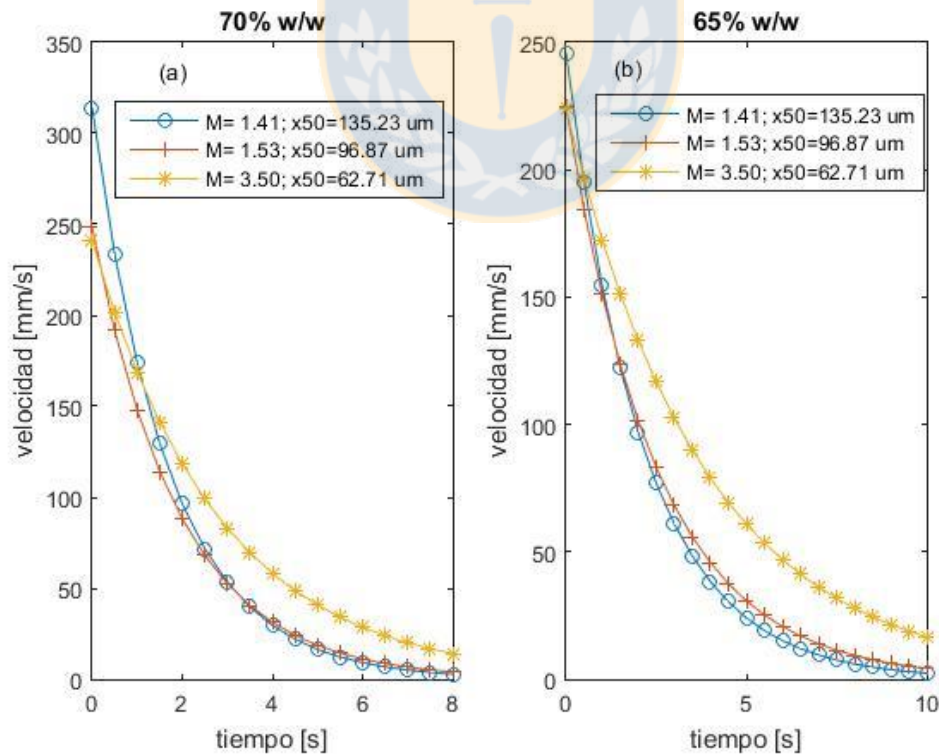 70% w/w
(a)
M= 1.41; x50=135.23 um
M= 1.53; x50=96.87 um
M= 3.50; x50=62.71 um
350
300
250
200
150
100
50
0
velocidad [mm/s]
0 2 4 6 8
tiempo [s]
65% w/w
(b)
M= 1.41; x50=135.23 um
M= 1.53; x50=96.87 um
M= 3.50; x50=62.71 um
250
200
150
100
50
0
velocidad [mm/s]
0 5 10
tiempo [s]